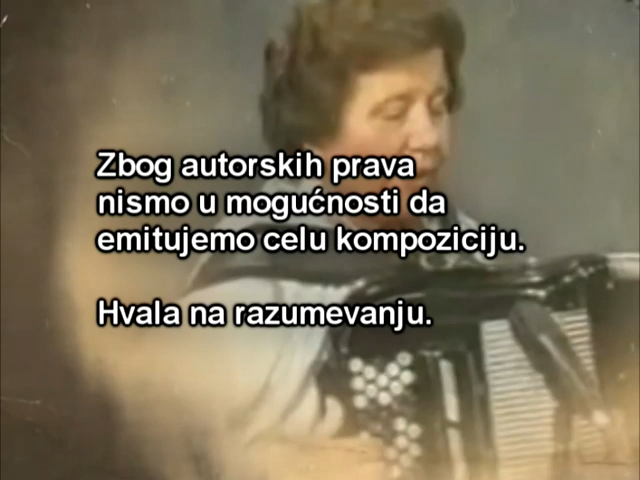 Zbog autorskih prava
nismo u mogućnosti da
emitujemo celu kompoziciju.
Hvala na razumevanju.